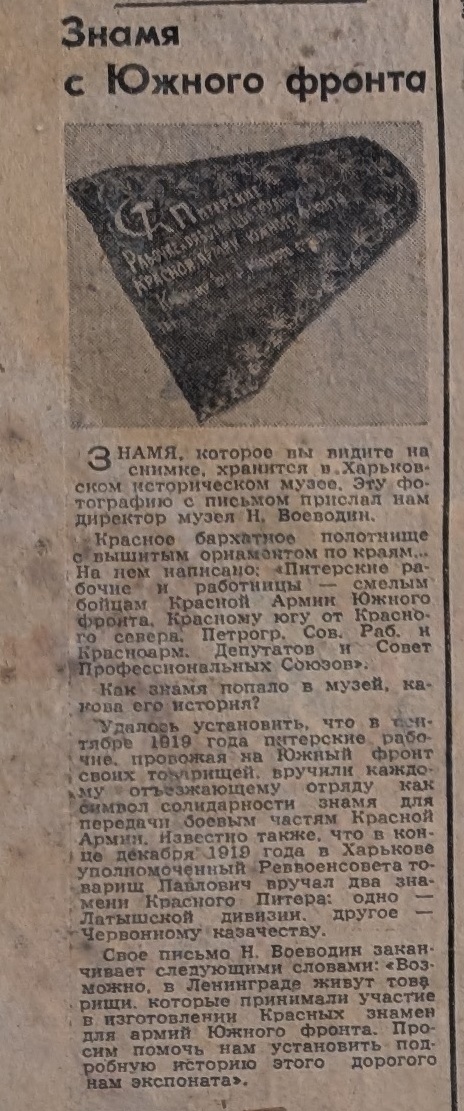 Знамя
с Южного фронта
Питерские
Красной Армии Южного фронта
ЗНАМЯ, которое вы видите на
снимке, хранится в Харьков-
ском историческом музее. Эту фо-
тографию с письмом прислал нам
директор музея Н. Воеводин.
«Красное бархатное полотнище
с вышитым орнаментом по краям...
На нем написано: «Питерские ра-
бочие и работницы — смелым
бойцам Красной Армии Южного
фронта. Красному югу от Красно-
го севера. Петрогр. Сов. Раб. и
Красноарм. Депутатов и Совет
Профессиональных Союзов».
Как знамя попало в музей, ка-
кова его история?
Удалось установить, что в сен-
тябре 1919 года питерские рабо-
чие, провожая на Южный фронт
своих товарищей, вручили каждо-
му отъезжающему отряду как
символ солидарности знамя для
передачи боевым частям Красной
Армии. Известно также, что в кон-
це декабря 1919 года в Харькове
уполномоченный Реввоенсовета то-
варищ Павлович вручал два зна-
мени Красного Питера: одно —
Латышской дивизии, другое —
Червонному казачеству.
Свое письмо Н. Воеводин закан-
чивает следующими словами: «Воз-
можно, в Ленинграде живут това
рищи, которые принимали участие
в изготовлении Красных знамен
для армий Южного фронта. Про-
сим помочь нам установить под-
робную историю этого дорогого
нам экспоната».